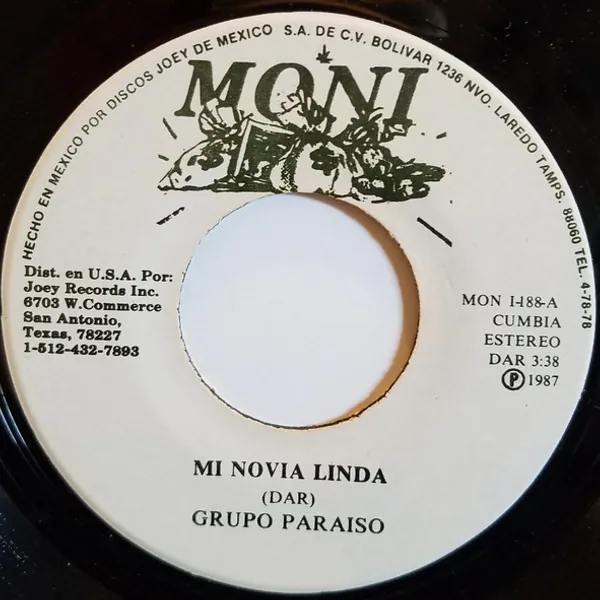 HECHO EN MEXICO POR DISCOS JOEY DE MEXICO S.A. DE C.V. BOLIVAR 1236 NVO. LAREDO TAMPS. 88060 TEL. 4-78-78
MONI
$ $
Dist. en U.S.A. Por:
Joey Records Inc.
6703 W.Commerce
San Antonio,
Texas, 78227
1-512-432-7893
MON 1-188-A
CUMBIA
ESTEREO
DAR 3:38
Ⓟ 1987
MI NOVIA LINDA
(DAR)
GRUPO PARAISO